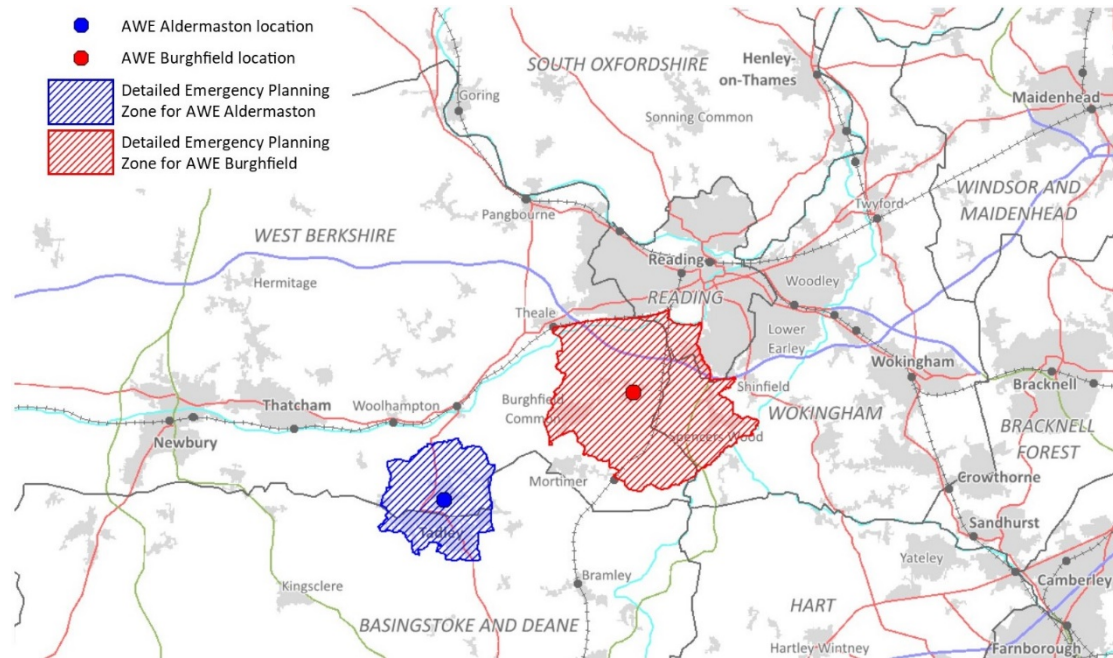 AWE Aldermaston location
AWE Burghfield location
Detailed Emergency Planning
Zone for AWE Aldermaston
Detailed Emergency Planning
Zone for AWE Burghfield
SOUTH OXFORDSHIRE
Henley-
on-Thames
Goring
Sonning Common
Maidenhead
WINDSOR AND
MAIDENHEAD
Pangbourne
Twyford
WEST BERKSHIRE
Hermitage
Reading
Woodley
READING
Theale
Lower
Earley
Wokingham
Shinfield
Bracknell
Thatcham
Woolhampton
Burghfield
Common
WOKINGHAM
Newbury
Spencers Wood
BRACKNELL
FOREST
Mortimer
Crowthorne
Tadley
Sandhurst
Yateley
Kingsclere
Bramley
Camberley
HART
BASINGSTOKE AND DEANE
Hartley Wintney
Farnborough